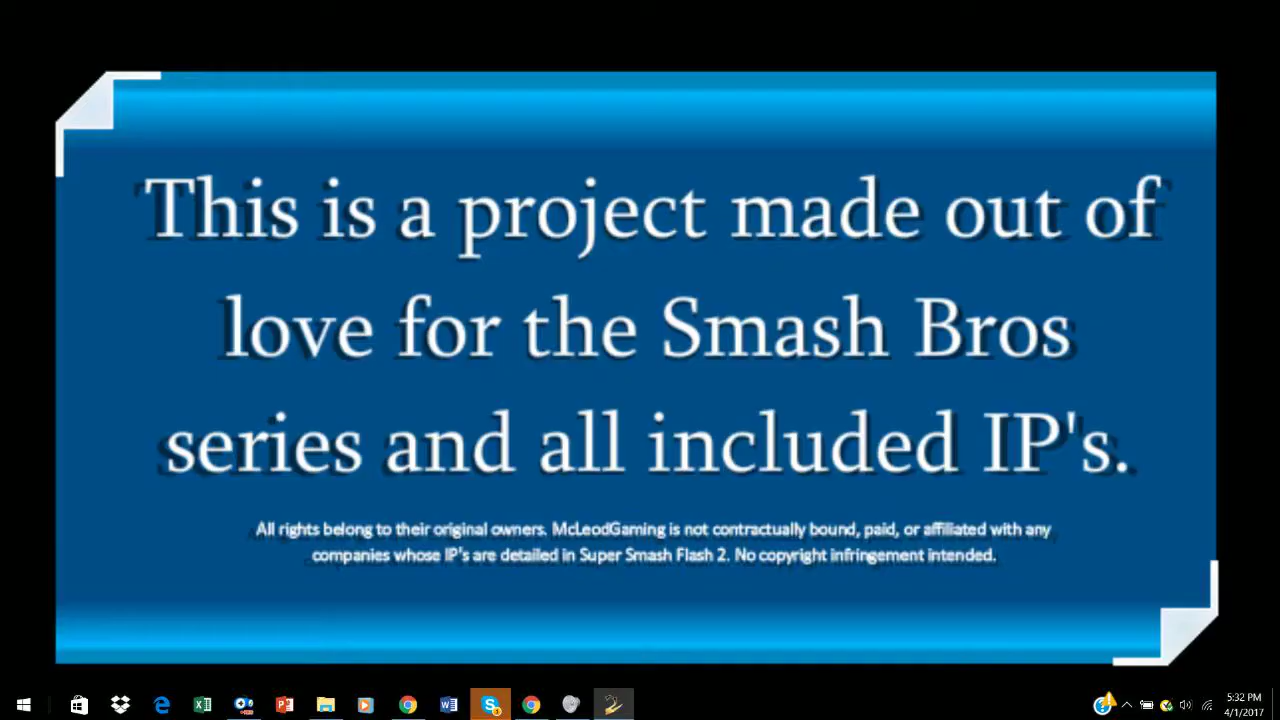 This is a project made out of
love for the Smash Bros
series and all included IP's.
All rights belong to their original owners. McLeodGaming is not contractually bound, paid, or affiliated with any
companies whose IP's are detailed in Super Smash Flash 2. No copyright infringement intended.
5:32 PM
4/1/2017